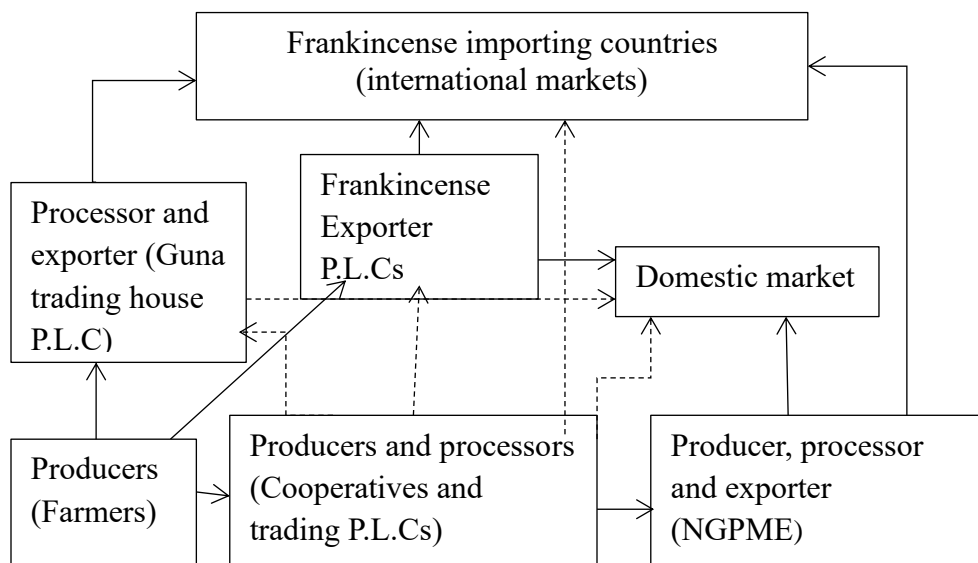 Frankincense importing countries
(international markets)
Frankincense
Exporter
P.L.Cs
Processor and
exporter (Guna
trading house
P.L.C)
Domestic market
Producers
(Farmers)
Producers and processors
(Cooperatives and
trading P.L.Cs)
Producer, processor
and exporter
(NGPME)